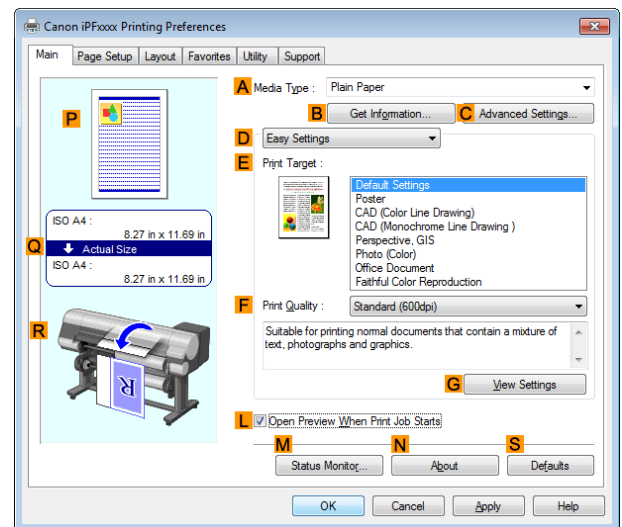 Canon iPFxxxx Printing Preferences
Main Page Setup Layout Favorites Utility Support
A Media Type : Plain Paper
B Get Information... C Advanced Settings...
D Easy Settings
E Print Target :
Default Settings
Poster
CAD (Color Line Drawing)
CAD (Monochrome Line Drawing )
Perspective, GIS
Photo (Color)
Office Document
Faithful Color Reproduction
F Print Quality : Standard (600dpi)
Suitable for printing normal documents that contain a mixture of
text, photographs and graphics.
G View Settings
P
Q
ISO A4 :
8.27 in x 11.69 in
Actual Size
ISO A4 :
8.27 in x 11.69 in
R
R
L Open Preview When Print Job Starts
M N S
Status Monitor... About Defaults
OK Cancel Apply Help